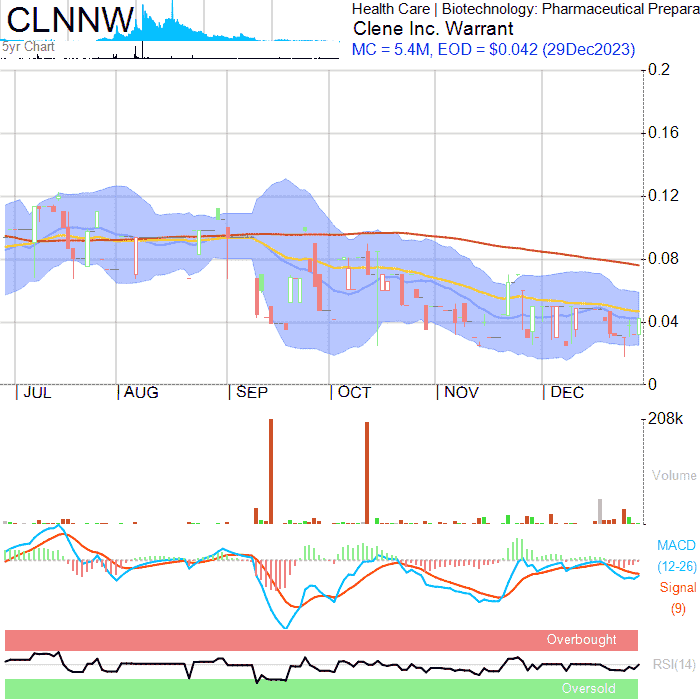 CLNNW
5yr Chart
Health Care | Biotechnology: Pharmaceutical Prepara
Clene Inc. Warrant
MC = 5.4M, EOD = $0.042 (29Dec2023)
0.2
0.16
0.12
0.08
0.04
0
| JUL | AUG | SEP | OCT | NOV | DEC
208k
Volume
MACD
(12-26)
Signal
(9)
Overbought
RSI(14)
Oversold